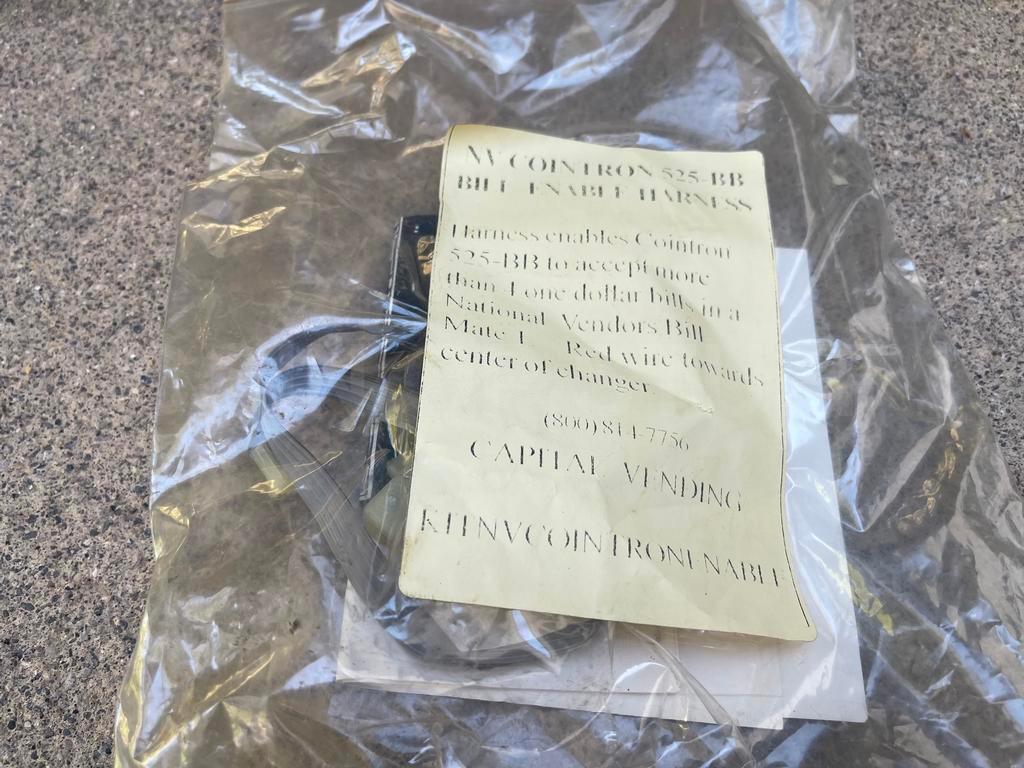 NV COINTRON 525-BB
BILL ENABLE HARNESS
Harness enables Cointron
525-BB to accept more
than 4 one dollar bills in a
National Vendors Bill
Mate I. Red wire towards
center of changer.
(800) 814-7756
CAPITAL VENDING
KITNVCOINTRONENABLE